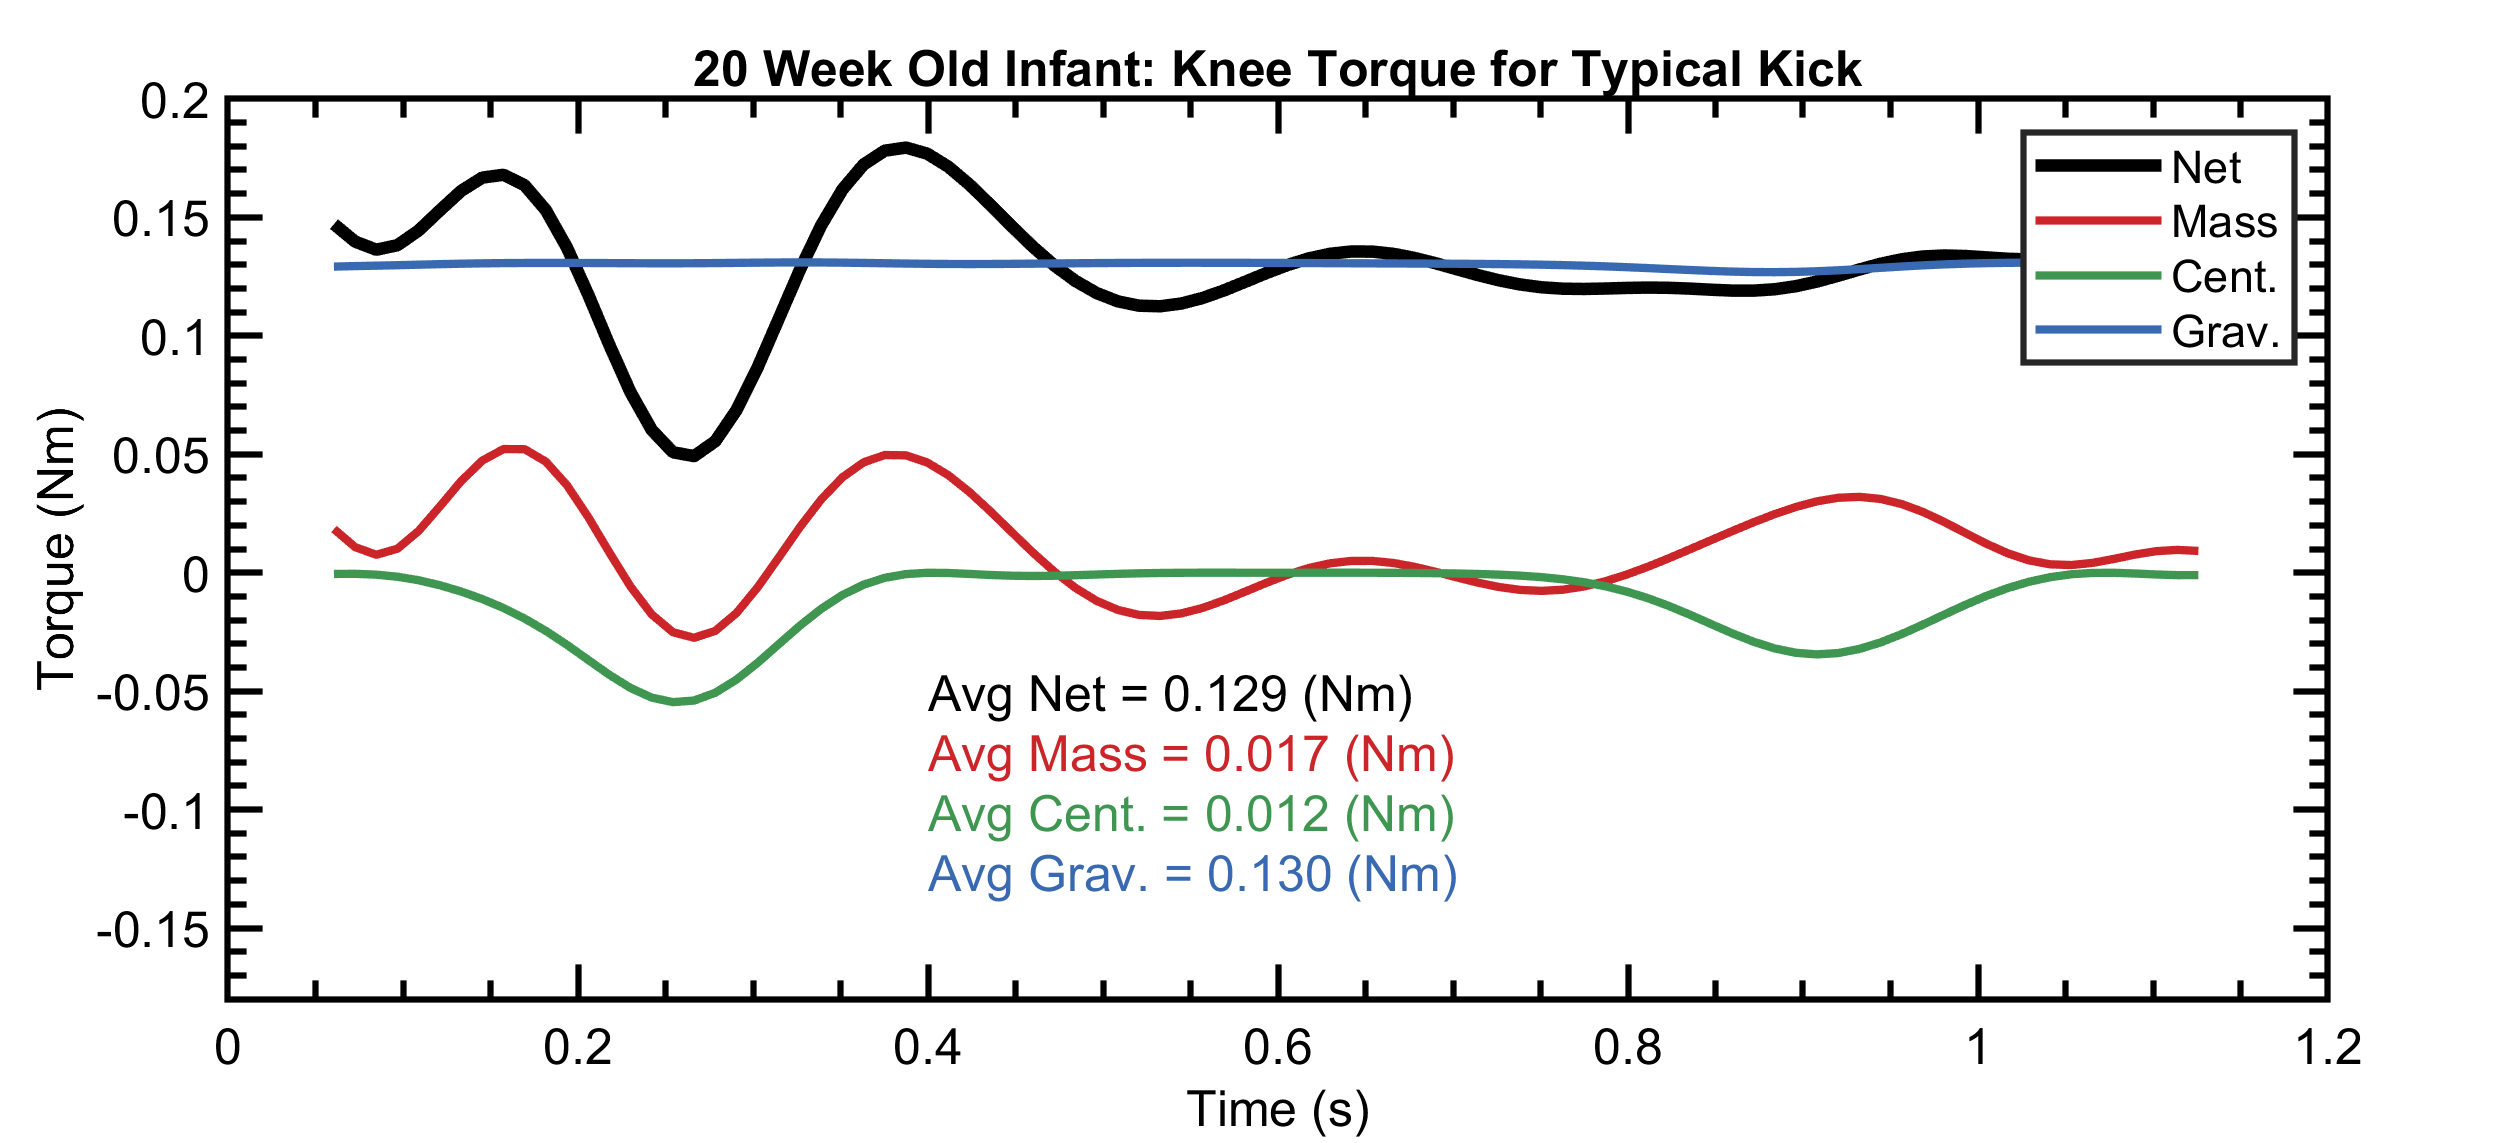 20 Week Old Infant: Knee Torque for Typical Kick
0.2
0.15
0.1
0.05
0
-0.05
-0.1
-0.15
Torque (Nm)
Net
Mass
Cent.
Grav.
Avg Net = 0.129 (Nm)
Avg Mass = 0.017 (Nm)
Avg Cent. = 0.012 (Nm)
Avg Grav. = 0.130 (Nm)
0 0.2 0.4 0.6 0.8 1 1.2
Time (s)